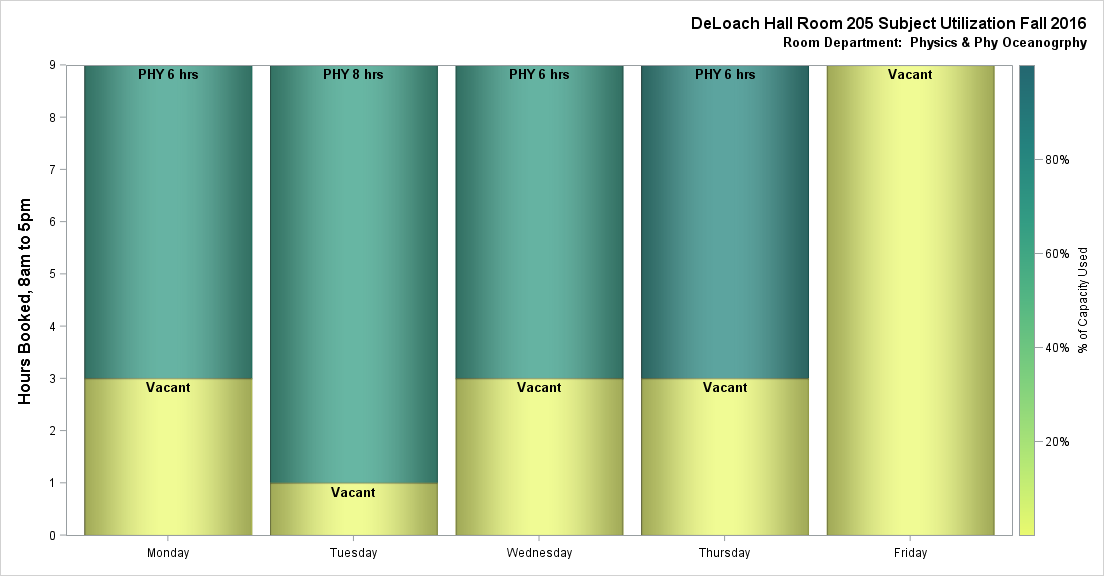 DeLoach Hall Room 205 Subject Utilization Fall 2016
Room Department:  Physics & Phy Oceanogrphy
Hours Booked, 8am to 5pm
9
8
7
6
5
4
3
2
1
0
PHY 6 hrs
PHY 8 hrs
PHY 6 hrs
PHY 6 hrs
Vacant
Vacant
Vacant
Vacant
Vacant
Monday
Tuesday
Wednesday
Thursday
Friday
80%
60%
40%
20%
% of Capacity Used